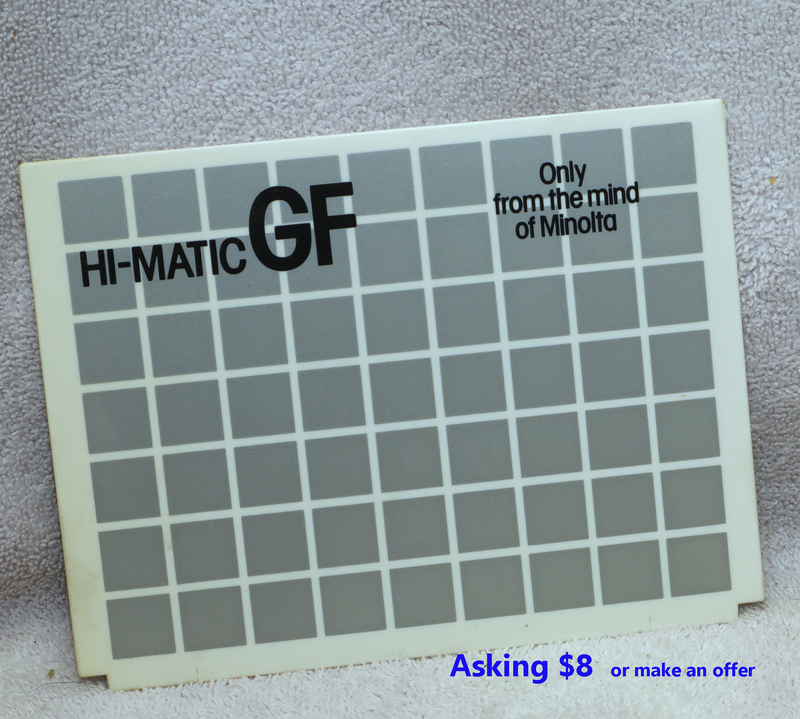 HI-MATIC GF
Only
from the mind
of Minolta
Asking $8 or make an offer